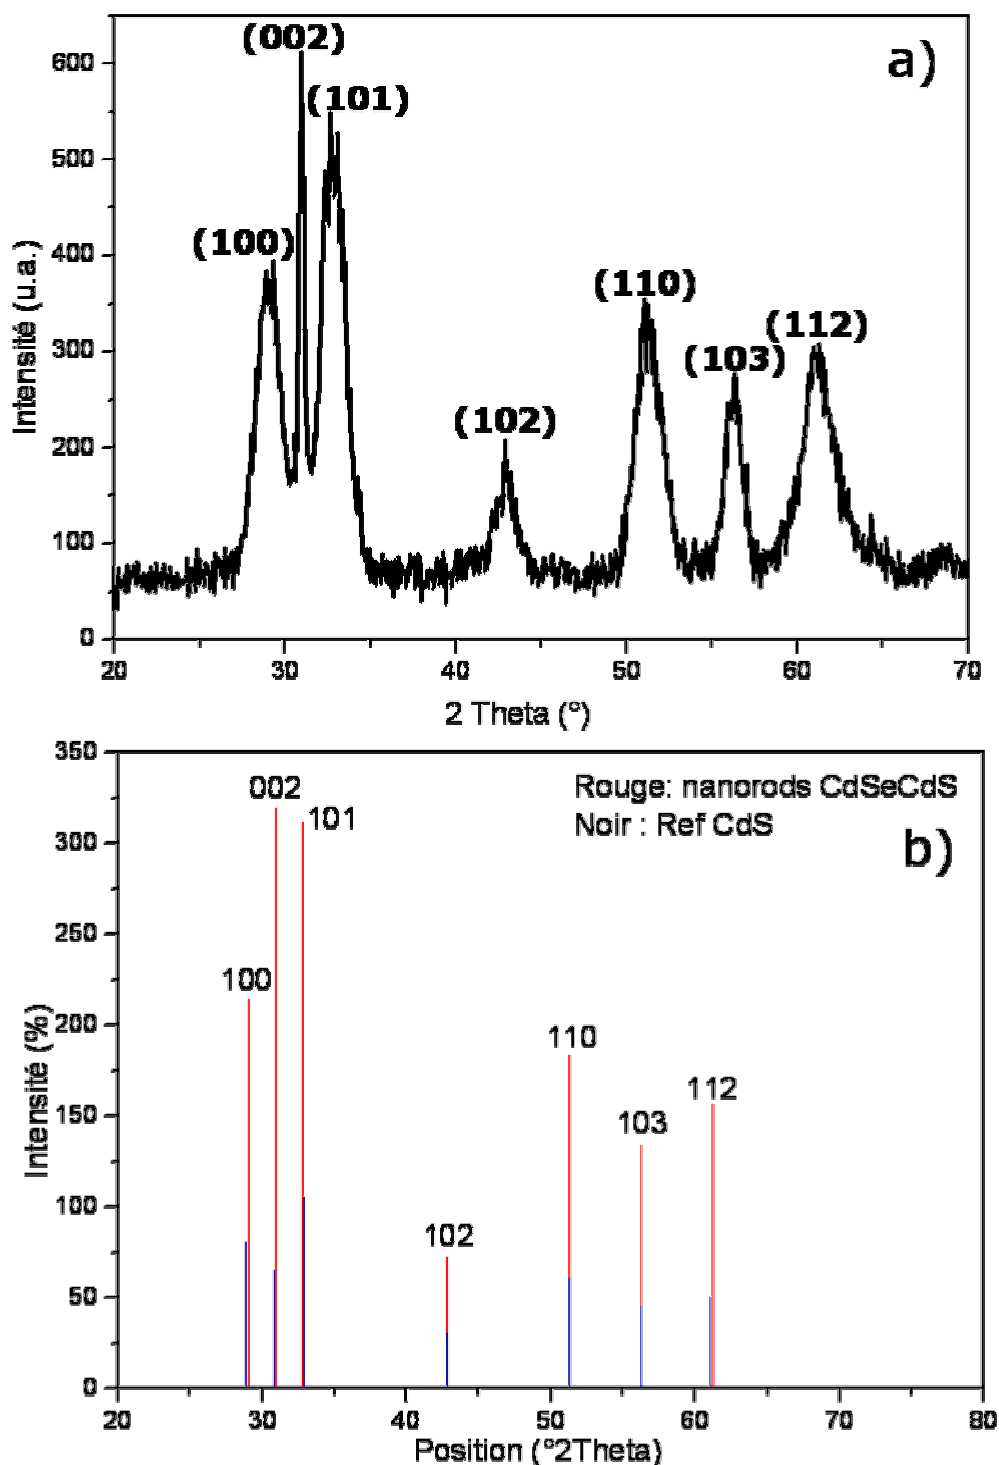 a)
(002)
(101)
(100)
(110)
(112)
(103)
(102)
600
500
400
300
200
100
0
Intensité (u.a.)
20 30 40 50 60 70
2 Theta (°)
b)
Rouge: nanorods CdSeCdS
Noir : Ref CdS
002
101
100
110
112
103
102
350
300
250
200
150
100
50
0
Intensité (%)
20 30 40 50 60 70 80
Position (°2Theta)